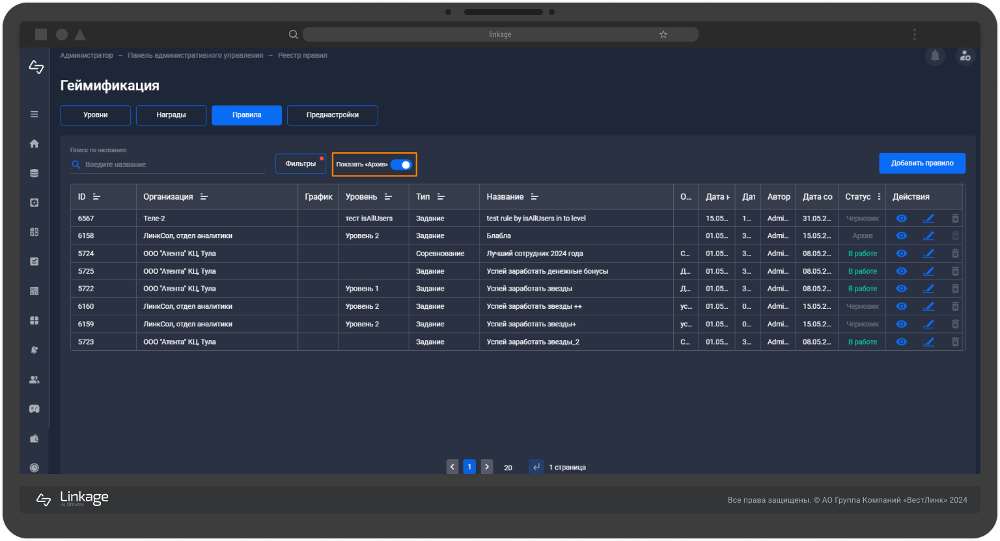 linkage
Администратор – Панель административного управления – Реестр правил
Геймификация
Уровни Награды Правила Преднастройки
Поиск по названию
Введите название Фильтры Показать «Архив» Добавить правило
ID Организация График Уровень Тип Название О... Дата н Дат Автор Дата со Статус Действия
6567 Теле-2 тест isAllUsers Задание test rule by isAllUsers in to level 15.05... 1... Admi... 31.05.2... Черновик
6158 ЛинкСол, отдел аналитики Уровень 2 Задание Блабла 01.05... 3... Admi... 15.05.2... Архив
5724 ООО "Атента" КЦ, Тула Соревнование Лучший сотрудник 2024 года С... 01.05... 3... Admi... 08.05.2... В работе
5725 ООО "Атента" КЦ, Тула Задание Успей заработать денежные бонусы Д... 01.05... 3... Admi... 08.05.2... В работе
5722 ООО "Атента" КЦ, Тула Уровень 1 Задание Успей заработать звезды Д... 01.05... 3... Admi... 08.05.2... В работе
6160 ЛинкСол, отдел аналитики Уровень 2 Задание Успей заработать звезды ++ ус... 01.05... 0... Admi... 15.05.2... Черновик
6159 ЛинкСол, отдел аналитики Уровень 2 Задание Успей заработать звезды+ ус... 01.05... 0... Admi... 15.05.2... Черновик
5723 ООО "Атента" КЦ, Тула Задание Успей заработать звезды_2 С... 01.05... 3... Admi... 08.05.2... В работе
1 20 1 страница
Linkage
AI DRIVEN
Все права защищены. © АО Группа Компаний «ВестЛинк» 2024